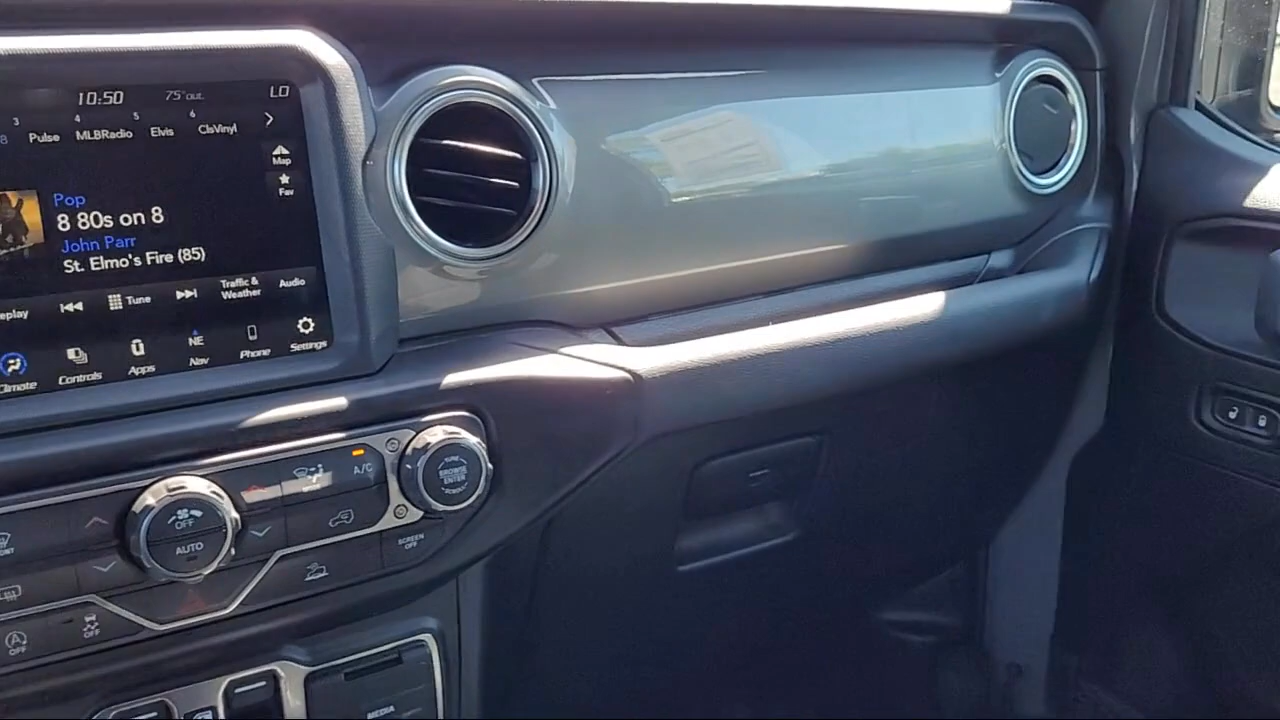 10:50 75°out. LO
3 4 5 6
8 Pulse MLBRadio Elvis ClsVinyl
Map
Fav
Pop
8 80s on 8
John Parr
St. Elmo's Fire (85)
eplay Tune Traffic & Weather Audio
Climate Controls Apps NE Nav Phone Settings
A/C
TUNE
BROWSE
ENTER
SCROLL
OFF
AUTO
SCREEN
OFF
OFF
OFF
MEDIA